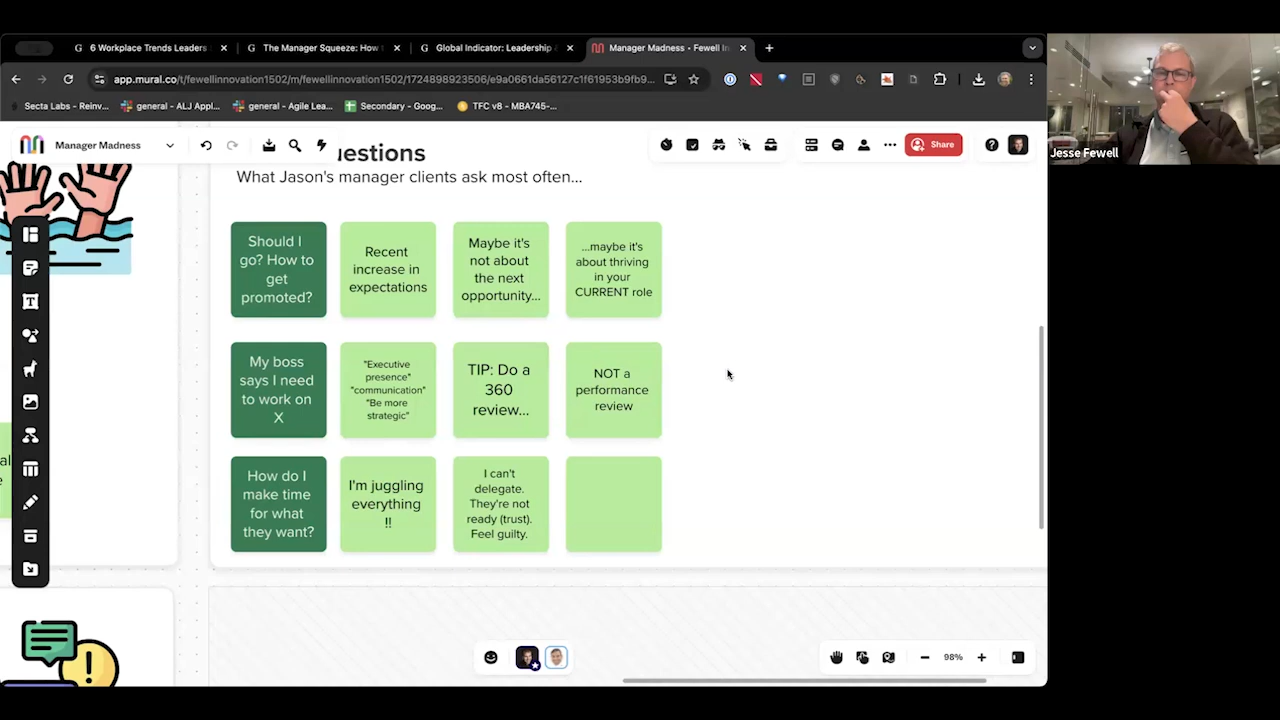 6 Workplace Trends Leaders
The Manager Squeeze: How
Global Indicator: Leadership
Manager Madness • Fewell In
app.mural.co/t/fewellinnovation1502/m/fewellinnovation1502/1724898923506/e9a0661da56127c1f61953b9fb9...
Secta Labs - Reinv...
general - ALJ Appl...
general - Agile Lea...
Secondary - Goog...
TFC v8 - MBA745-...
Jesse Fewell
Manager Madness
Share
uestions
What Jason's manager clients ask most often...
Should I
go? How to
get
promoted?
Recent
increase in
expectations
Maybe it's
not about
the next
opportunity...
...maybe it's
about thriving
in your
CURRENT role
My boss
says I need
to work on
X
"Executive
presence"
"communication"
"Be more
strategic"
TIP: Do a
360
review...
NOT a
performance
review
How do I
make time
for what
they want?
I'm juggling
everything
!!
I can't
delegate.
They're not
ready (trust).
Feel guilty.
al
e
98%